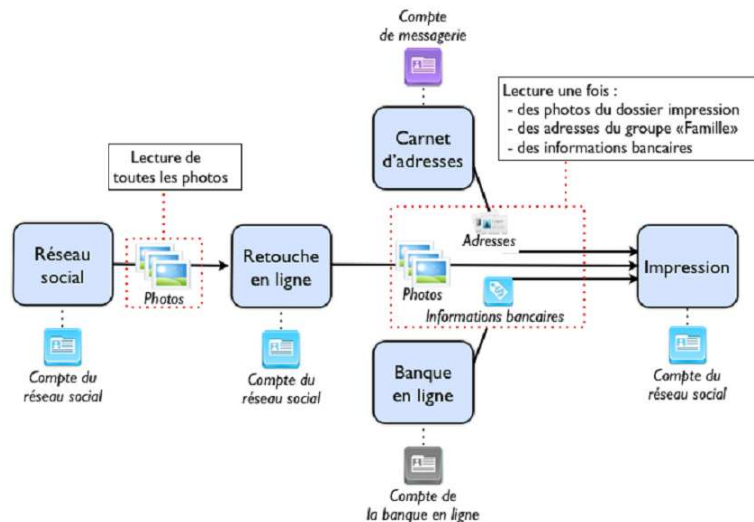 Compte
de messagerie
Lecture une fois :
- des photos du dossier impression
- des adresses du groupe «Famille»
- des informations bancaires
Carnet
d'adresses
Lecture de
toutes les photos
Adresses
Réseau
social
Photos
Retouche
en ligne
Photos
Informations bancaires
Impression
Compte du
réseau social
Compte du
réseau social
Banque
en ligne
Compte du
réseau social
Compte de
la banque en ligne